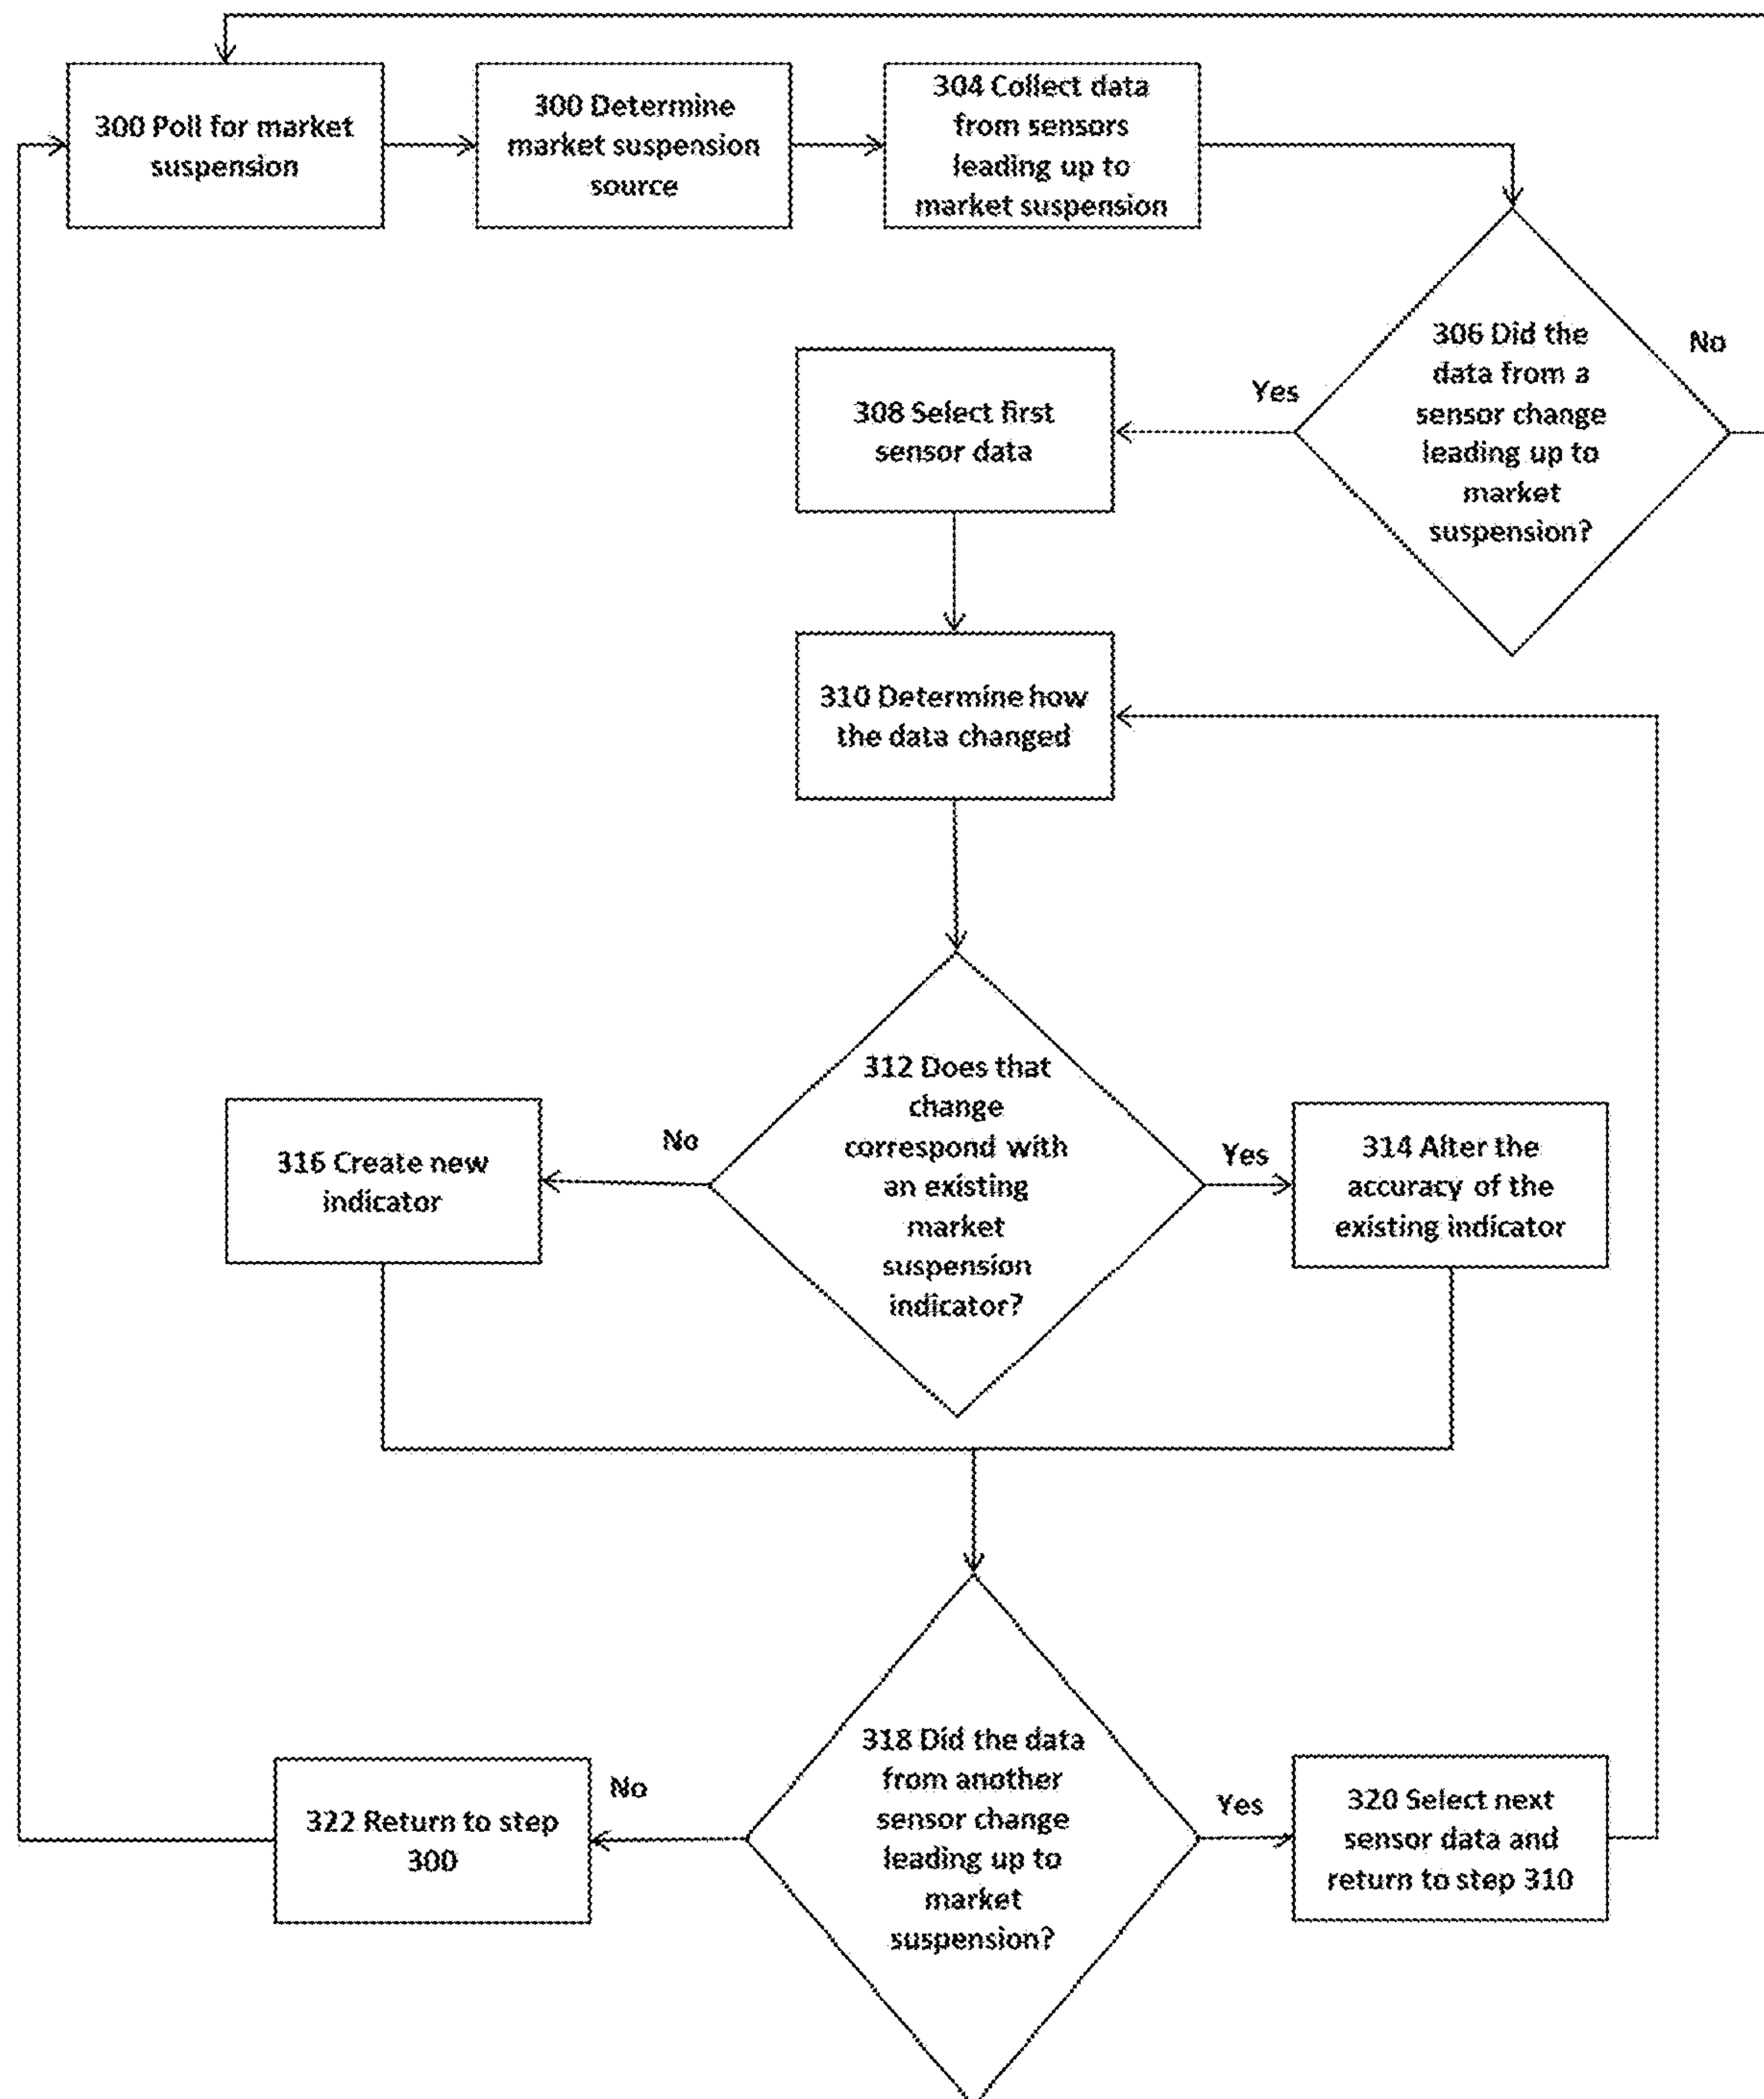 300 Poll for market
suspension
300 Determine
market suspension
source
304 Collect data
from sensors
leading up to
market suspension
306 Did the
data from a
sensor change
leading up to
market
suspension?
No
Yes
308 Select first
sensor data
310 Determine how
the data changed
312 Does that
change
correspond with
an existing
market
suspension
indicator?
No
316 Create new
indicator
Yes
314 Alter the
accuracy of the
existing indicator
318 Did the data
from another
sensor change
leading up to
market
suspension?
No
322 Return to step
300
Yes
320 Select next
sensor data and
return to step 310